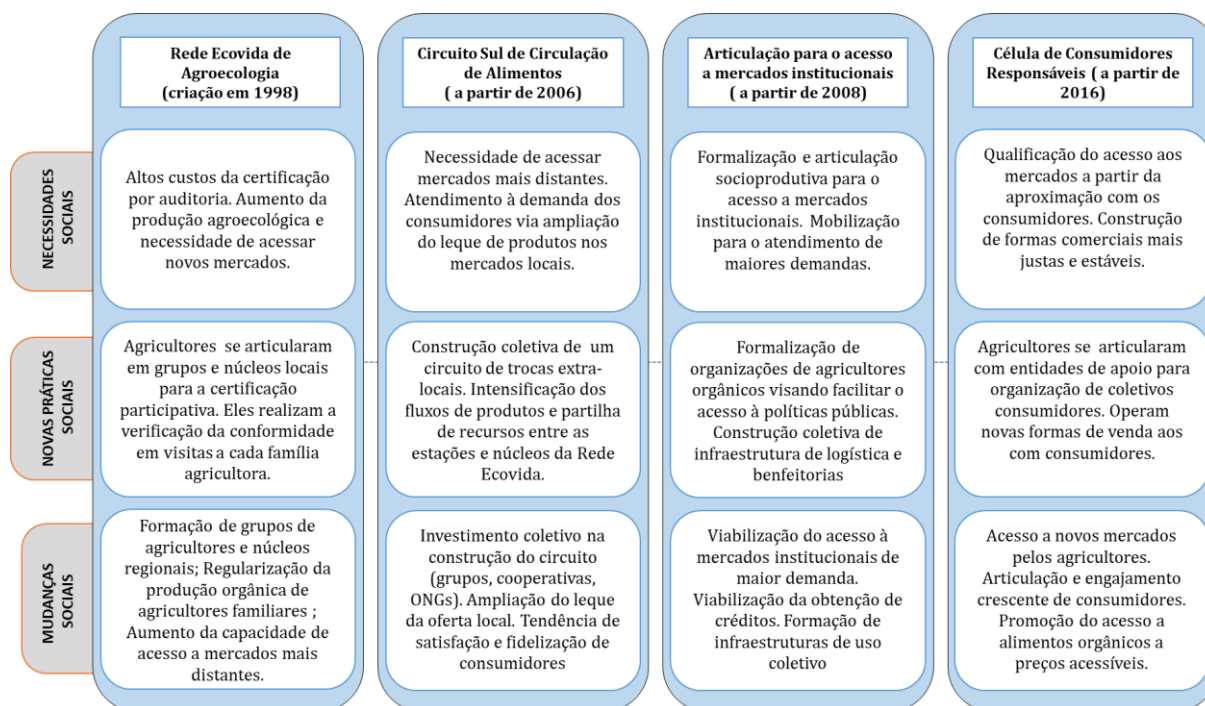 Rede Ecovida de
Agroecologia
(criação em 1998)
Circuito Sul de Circulação
de Alimentos
( a partir de 2006)
Articulação para o acesso
a mercados institucionais
( a partir de 2008)
Célula de Consumidores
Responsáveis ( a partir de
2016)
NECESSIDADES
SOCIAIS
Altos custos da certificação
por auditoria. Aumento da
produção agroecológica e
necessidade de acessar
novos mercados.
Necessidade de acessar
mercados mais distantes.
Atendimento à demanda dos
consumidores via ampliação
do leque de produtos nos
mercados locais.
Formalização e articulação
socioprodutiva para o
acesso a mercados
institucionais. Mobilização
para o atendimento de
maiores demandas.
Qualificação do acesso aos
mercados a partir da
aproximação com os
consumidores. Construção
de formas comerciais mais
justas e estáveis.
NOVAS PRÁTICAS
SOCIAIS
Agricultores se articularam
em grupos e núcleos locais
para a certificação
participativa. Eles realizam a
verificação da conformidade
em visitas a cada família
agricultora.
Construção coletiva de um
circuito de trocas extra-
locais. Intensificação dos
fluxos de produtos e partilha
de recursos entre as
estações e núcleos da Rede
Ecovida.
Formalização de
organizações de agricultores
orgânicos visando facilitar o
acesso à políticas públicas.
Construção coletiva de
infraestrutura de logística e
benfeitorias
Agricultores se articularam
com entidades de apoio para
organização de coletivos
consumidores. Operam
novas formas de venda aos
com consumidores.
MUDANÇAS
SOCIAIS
Formação de grupos de
agricultores e núcleos
regionais; Regularização da
produção orgânica de
agricultores familiares ;
Aumento da capacidade de
acesso a mercados mais
distantes.
Investimento coletivo na
construção do circuito
(grupos, cooperativas,
ONGs). Ampliação do leque
da oferta local. Tendência de
satisfação e fidelização de
consumidores
Viabilização do acesso à
mercados institucionais de
maior demanda.
Viabilização da obtenção de
créditos. Formação de
infraestruturas de uso
coletivo
Acesso a novos mercados
pelos agricultores.
Articulação e engajamento
crescente de consumidores.
Promoção do acesso a
alimentos orgânicos a
preços acessíveis.